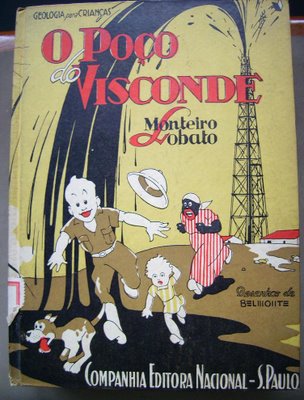 GEOLOGIA para CRIANÇAS
O POÇO
do
VISCONDE
Monteiro
Lobato
Desenhos de
BELMONTE
COMPANHIA EDITORA NACIONAL - S. PAULO